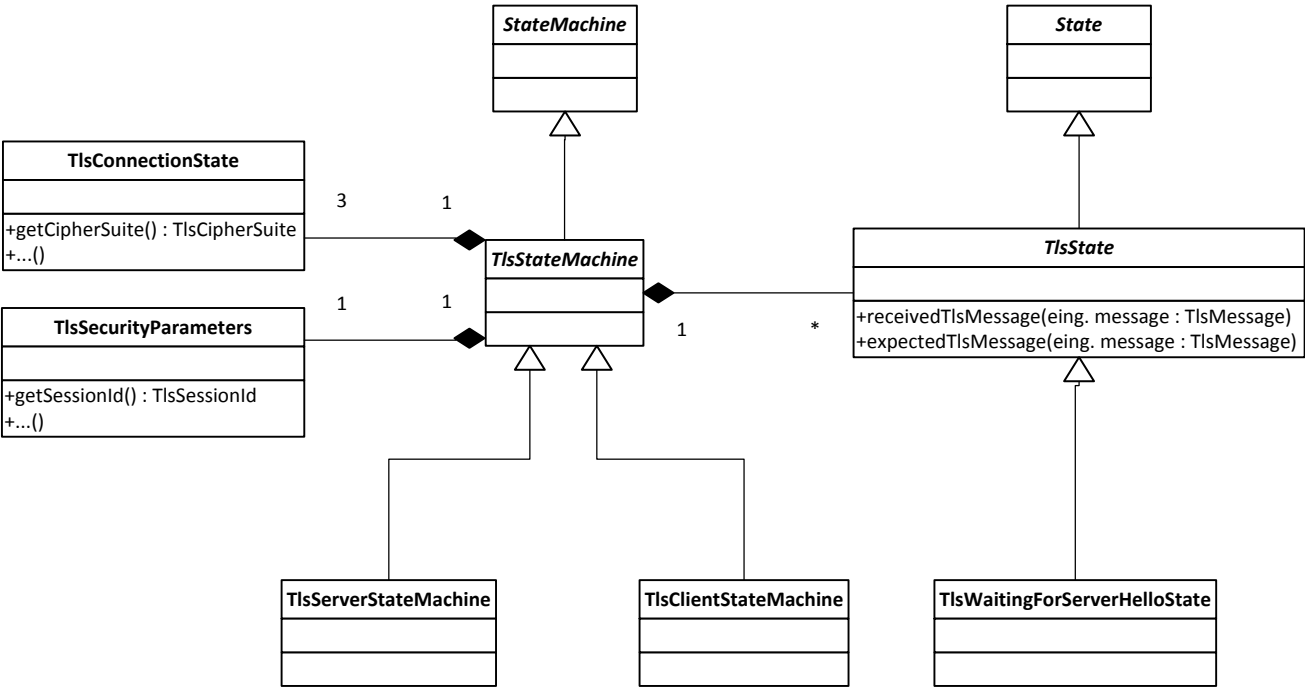 StateMachine
State
TlsConnectionState
+getCipherSuite() : TlsCipherSuite
+...()
3
1
TlsStateMachine
TlsState
+receivedTlsMessage(eing. message : TlsMessage)
+expectedTlsMessage(eing. message : TlsMessage)
1
*
TlsSecurityParameters
+getSessionId() : TlsSessionId
+...()
1
1
TlsServerStateMachine
TlsClientStateMachine
TlsWaitingForServerHelloState